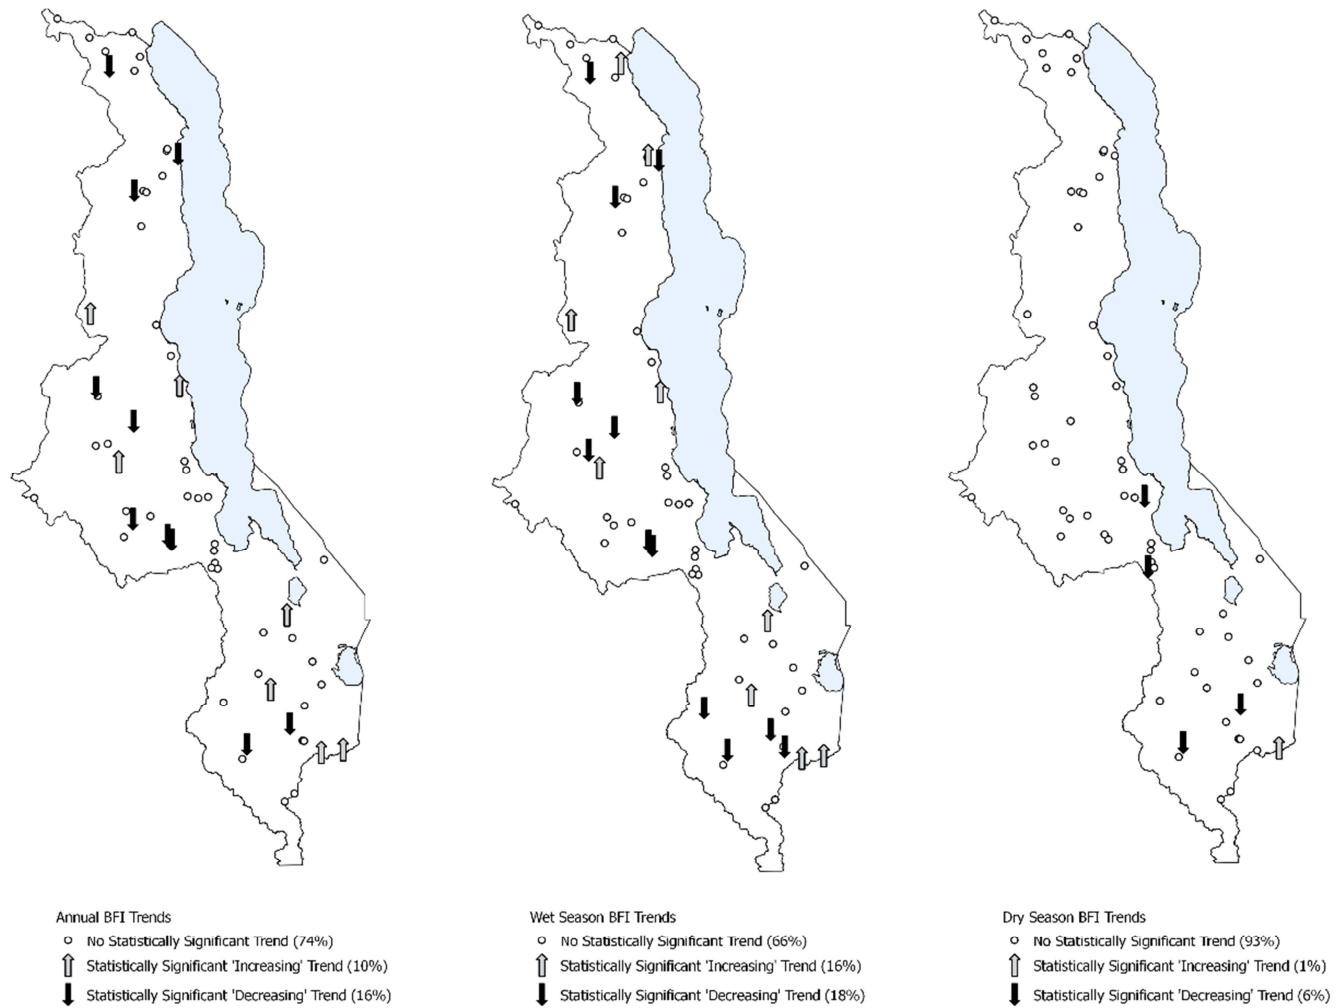 Annual BFI Trends
No Statistically Significant Trend (74%)
Statistically Significant 'Increasing' Trend (10%)
Statistically Significant 'Decreasing' Trend (16%)
Wet Season BFI Trends
No Statistically Significant Trend (66%)
Statistically Significant 'Increasing' Trend (16%)
Statistically Significant 'Decreasing' Trend (18%)
Dry Season BFI Trends
No Statistically Significant Trend (93%)
Statistically Significant 'Increasing' Trend (1%)
Statistically Significant 'Decreasing' Trend (6%)